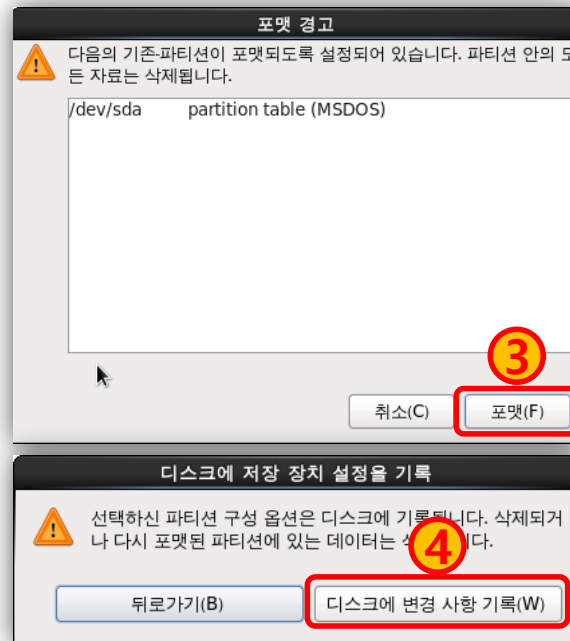 포맷 경고
다음의 기존-파티션이 포맷되도록 설정되어 있습니다. 파티션 안의 모
든 자료는 삭제됩니다.
/dev/sda partition table (MSDOS)
3
취소(C) 포맷(F)
디스크에 저장 장치 설정을 기록
선택하신 파티션 구성 옵션은 디스크에 기록됩니다. 삭제되거
나 다시 포맷된 파티션에 있는 데이터는
4
뒤로가기(B) 디스크에 변경 사항 기록(W)